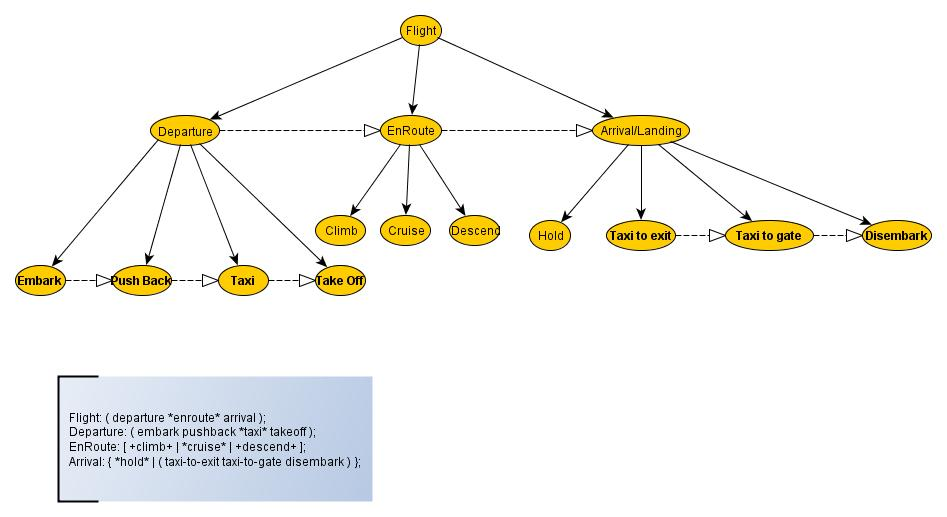 Flight
Departure
EnRoute
Arrival/Landing
Climb
Cruise
Descend
Hold
Taxi to exit
Taxi to gate
Disembark
Embark
Push Back
Taxi
Take Off
Flight: ( departure *enroute* arrival );
Departure: ( embark pushback *taxi* takeoff );
EnRoute: [ +climb+ | *cruise* | +descend+ ];
Arrival: { *hold* | ( taxi-to-exit taxi-to-gate disembark ) };